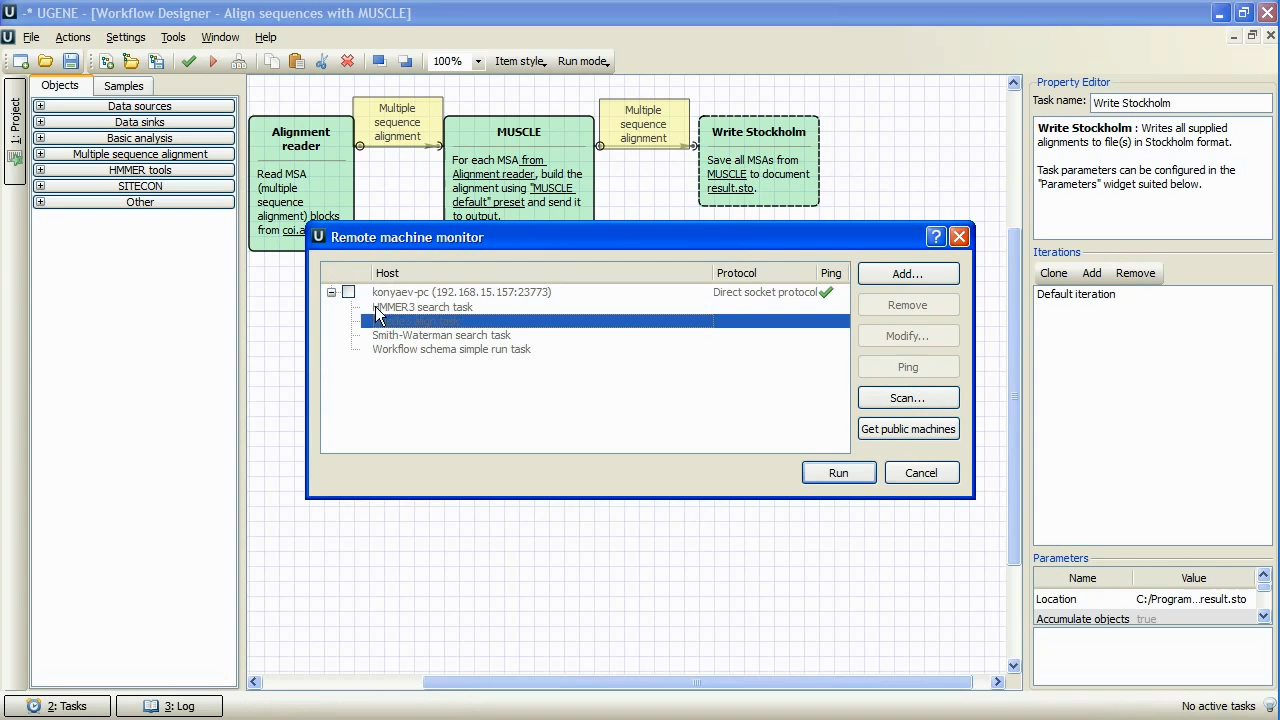 -* UGENE - [Workflow Designer - Align sequences with MUSCLE]
File Actions Settings Tools Window Help
100% Item style, Run mode,
1: Project
Objects Samples
Data sources
Data sinks
Basic analysis
Multiple sequence alignment
HMMER tools
SITECON
Other
Alignment
reader
Read MSA
(multiple
sequence
alignment) blocks
from coi.a
Multiple
sequence
alignment
MUSCLE
For each MSA from
Alignment reader, build the
alignment using "MUSCLE
default" preset and send it
to output.
Multiple
sequence
alignment
Write Stockholm
Save all MSAs from
MUSCLE to document
result.sto.
Remote machine monitor
Host Protocol Ping
konyaev-pc (192.168.15.157:23773) Direct socket protocol
HMMER3 search task
Smith-Waterman search task
Workflow schema simple run task
Add...
Remove
Modify...
Ping
Scan...
Get public machines
Run Cancel
Property Editor
Task name: Write Stockholm
Write Stockholm : Writes all supplied
alignments to file(s) in Stockholm format.
Task parameters can be configured in the
"Parameters" widget suited below.
Iterations
Clone Add Remove
Default iteration
Parameters
Name Value
Location C:/Program...result.sto
Accumulate objects true
2: Tasks 3: Log No active tasks